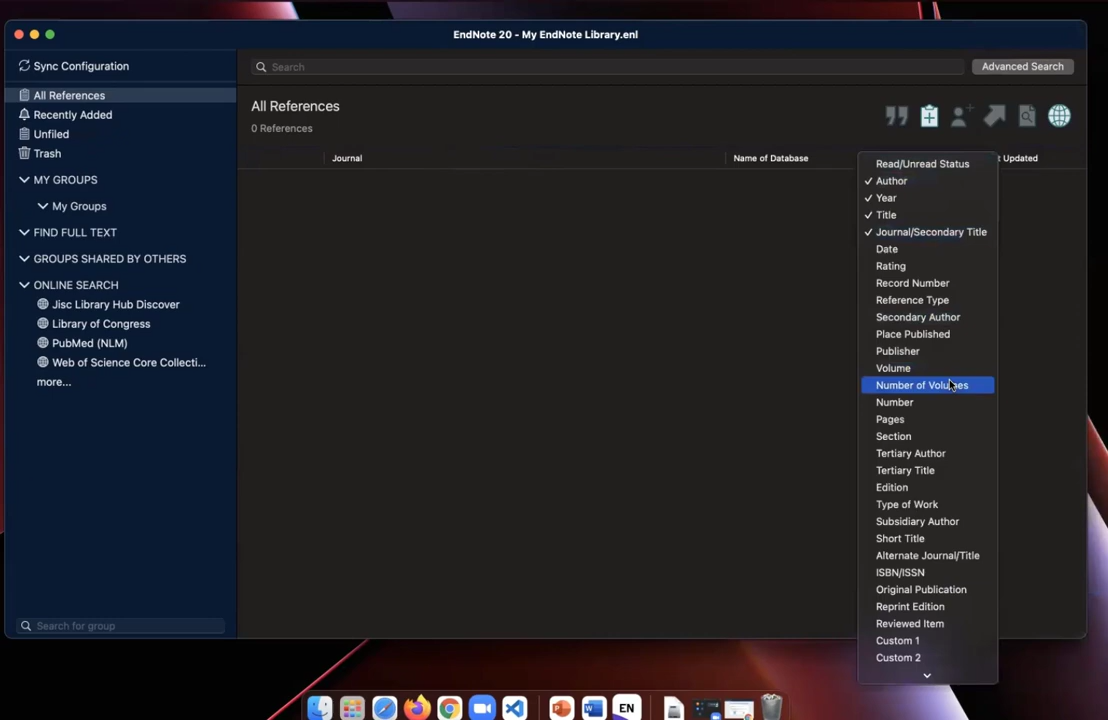 EndNote 20 - My EndNote Library.enl
Sync Configuration
Search
Advanced Search
All References
Recently Added
Unfiled
Trash
MY GROUPS
My Groups
FIND FULL TEXT
GROUPS SHARED BY OTHERS
ONLINE SEARCH
Jisc Library Hub Discover
Library of Congress
PubMed (NLM)
Web of Science Core Collecti...
more...
Search for group
All References
0 References
Journal
Name of Database
Updated
Read/Unread Status
✓ Author
✓ Year
✓ Title
✓ Journal/Secondary Title
Date
Rating
Record Number
Reference Type
Secondary Author
Place Published
Publisher
Volume
Number of Volumes
Number
Pages
Section
Tertiary Author
Tertiary Title
Edition
Type of Work
Subsidiary Author
Short Title
Alternate Journal/Title
ISBN/ISSN
Original Publication
Reprint Edition
Reviewed Item
Custom 1
Custom 2
EN